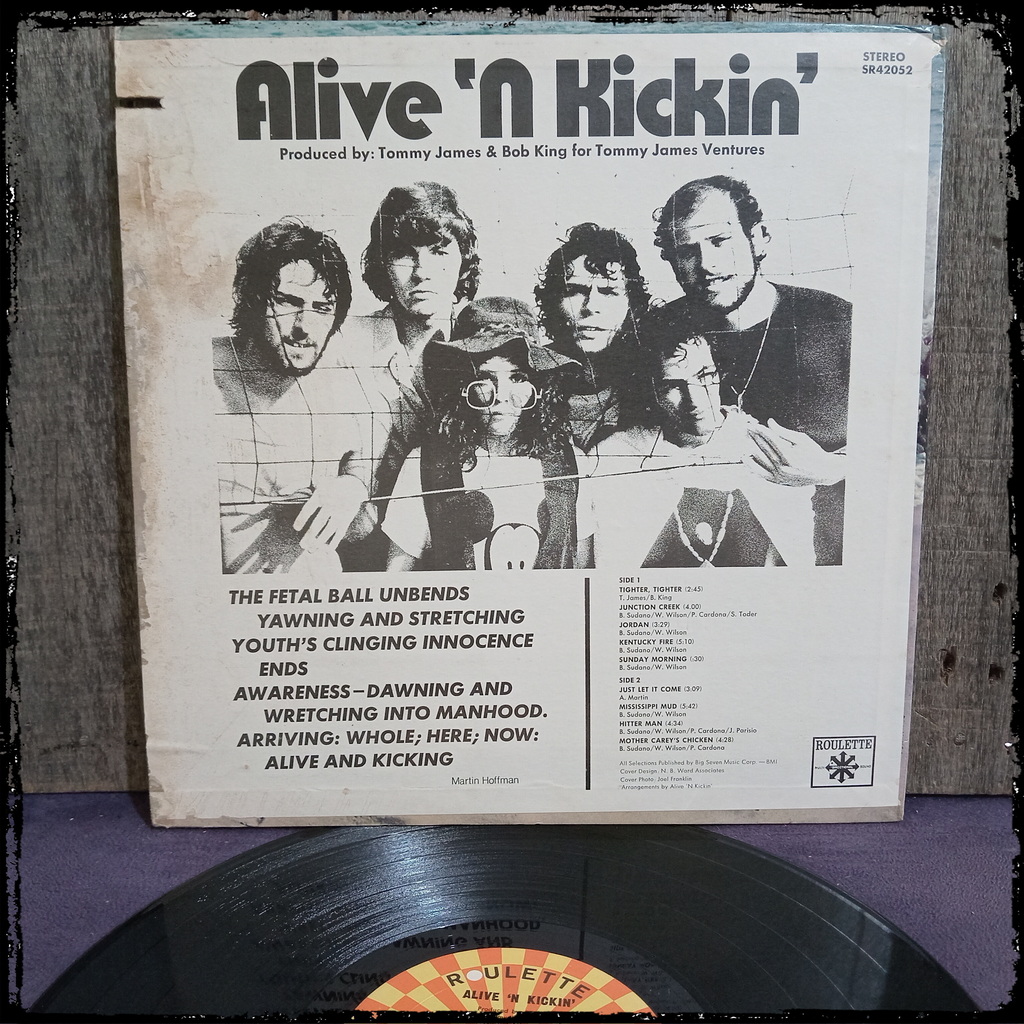 STEREO
SR42052
Alive 'N Kickin'
Produced by: Tommy James & Bob King for Tommy James Ventures
THE FETAL BALL UNBENDS
YAWNING AND STRETCHING
YOUTH'S CLINGING INNOCENCE
ENDS
AWARENESS—DAWNING AND
WRETCHING INTO MANHOOD.
ARRIVING: WHOLE; HERE; NOW:
ALIVE AND KICKING
Martin Hoffman
SIDE 1
TIGHTER, TIGHTER (2:45)
T. James/B. King
JUNCTION CREEK (4.00)
B. Sudano/W. Wilson/P. Cardona/S. Toder
JORDAN (3:29)
B. Sudano/W. Wilson
KENTUCKY FIRE (5:10)
B. Sudano/W. Wilson
SUNDAY MORNING (:30)
B. Sudano/W. Wilson
SIDE 2
JUST LET IT COME (3:09)
A. Martin
MISSISSIPPI MUD (5:42)
B. Sudano/W. Wilson
HITTER MAN (4:34)
B. Sudano/W. Wilson/P. Cardona/J. Parisio
MOTHER CAREY'S CHICKEN (4:28)
B. Sudano/W. Wilson/P. Cardona
All Selections Published by Big Seven Music Corp. — BMI
Cover Design: N. B. Ward Associates
Cover Photo: Joel Franklin
Arrangements by Alive 'N Kickin'
ROULETTE
ROULETTE
ALIVE 'N KICKIN'
Produced